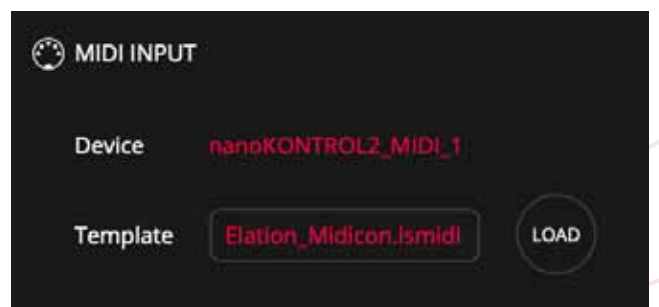 MIDI INPUT
Device nanoKONTROL2_MIDI_1
Template Elation_Midicon.lsmidi LOAD